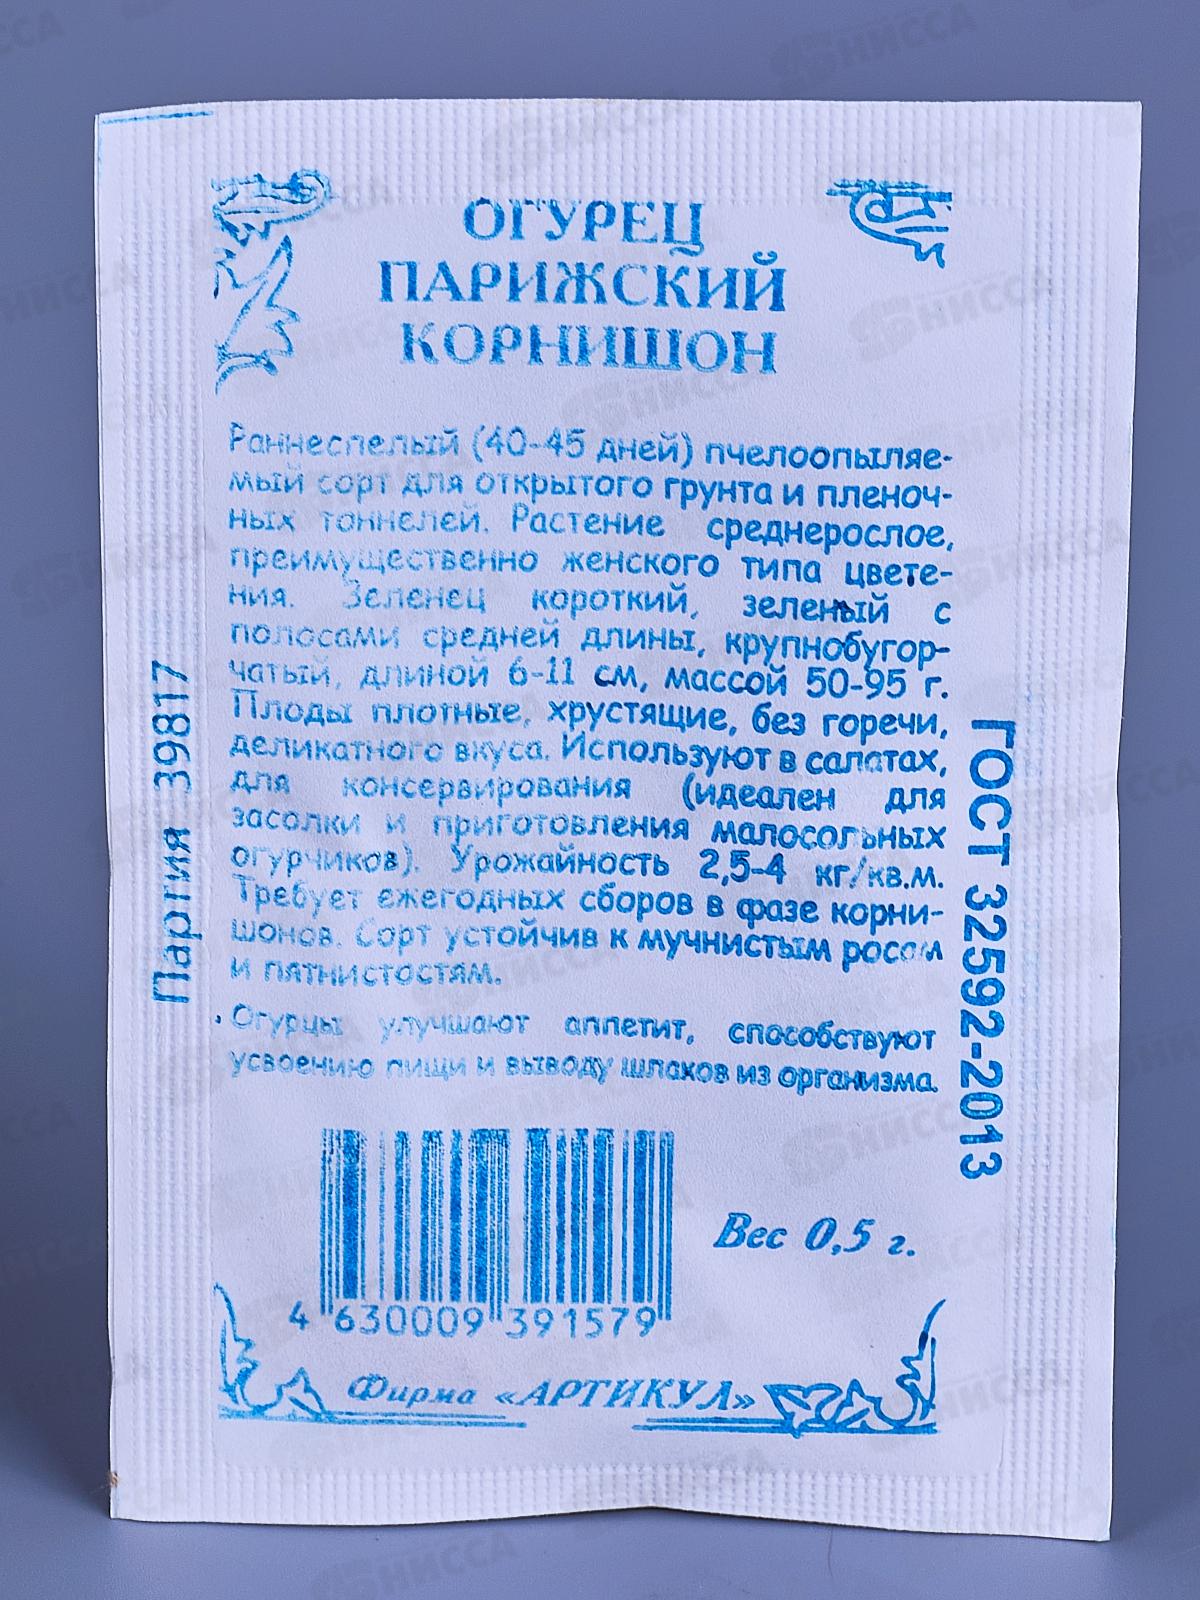 ОГУРЕЦ
ПАРИЖСКИЙ
КОРНИШОН
Раннеспелый (40-45 дней) пчелоопыляе-
мый сорт для открытого грунта и пленоч-
ных тоннелей. Растение среднерослое,
преимущественно женского типа цвете-
ния. Зеленец короткий, зеленый с
полосами средней длины, крупнобугор-
чатый, длиной 6-11 см, массой 50-95 г.
Плоды плотные, хрустящие, без горечи,
деликатного вкуса. Используют в салатах,
для консервирования (идеален для
засолки и приготовления малосольных
огурчиков). Урожайность 2,5-4 кг/кв.м.
Требует ежегодных сборов в фазе корни-
шонов. Сорт устойчив к мучнистым росам
и пятнистостям.
Огурцы улучшают аппетит, способствуют
усвоению пищи и выводу шлаков из организма.
Партия 39817
ГОСТ 32592-2013
Вес 0,5 г.
4 630009 391579
Фирма «АРТИКУЛ»